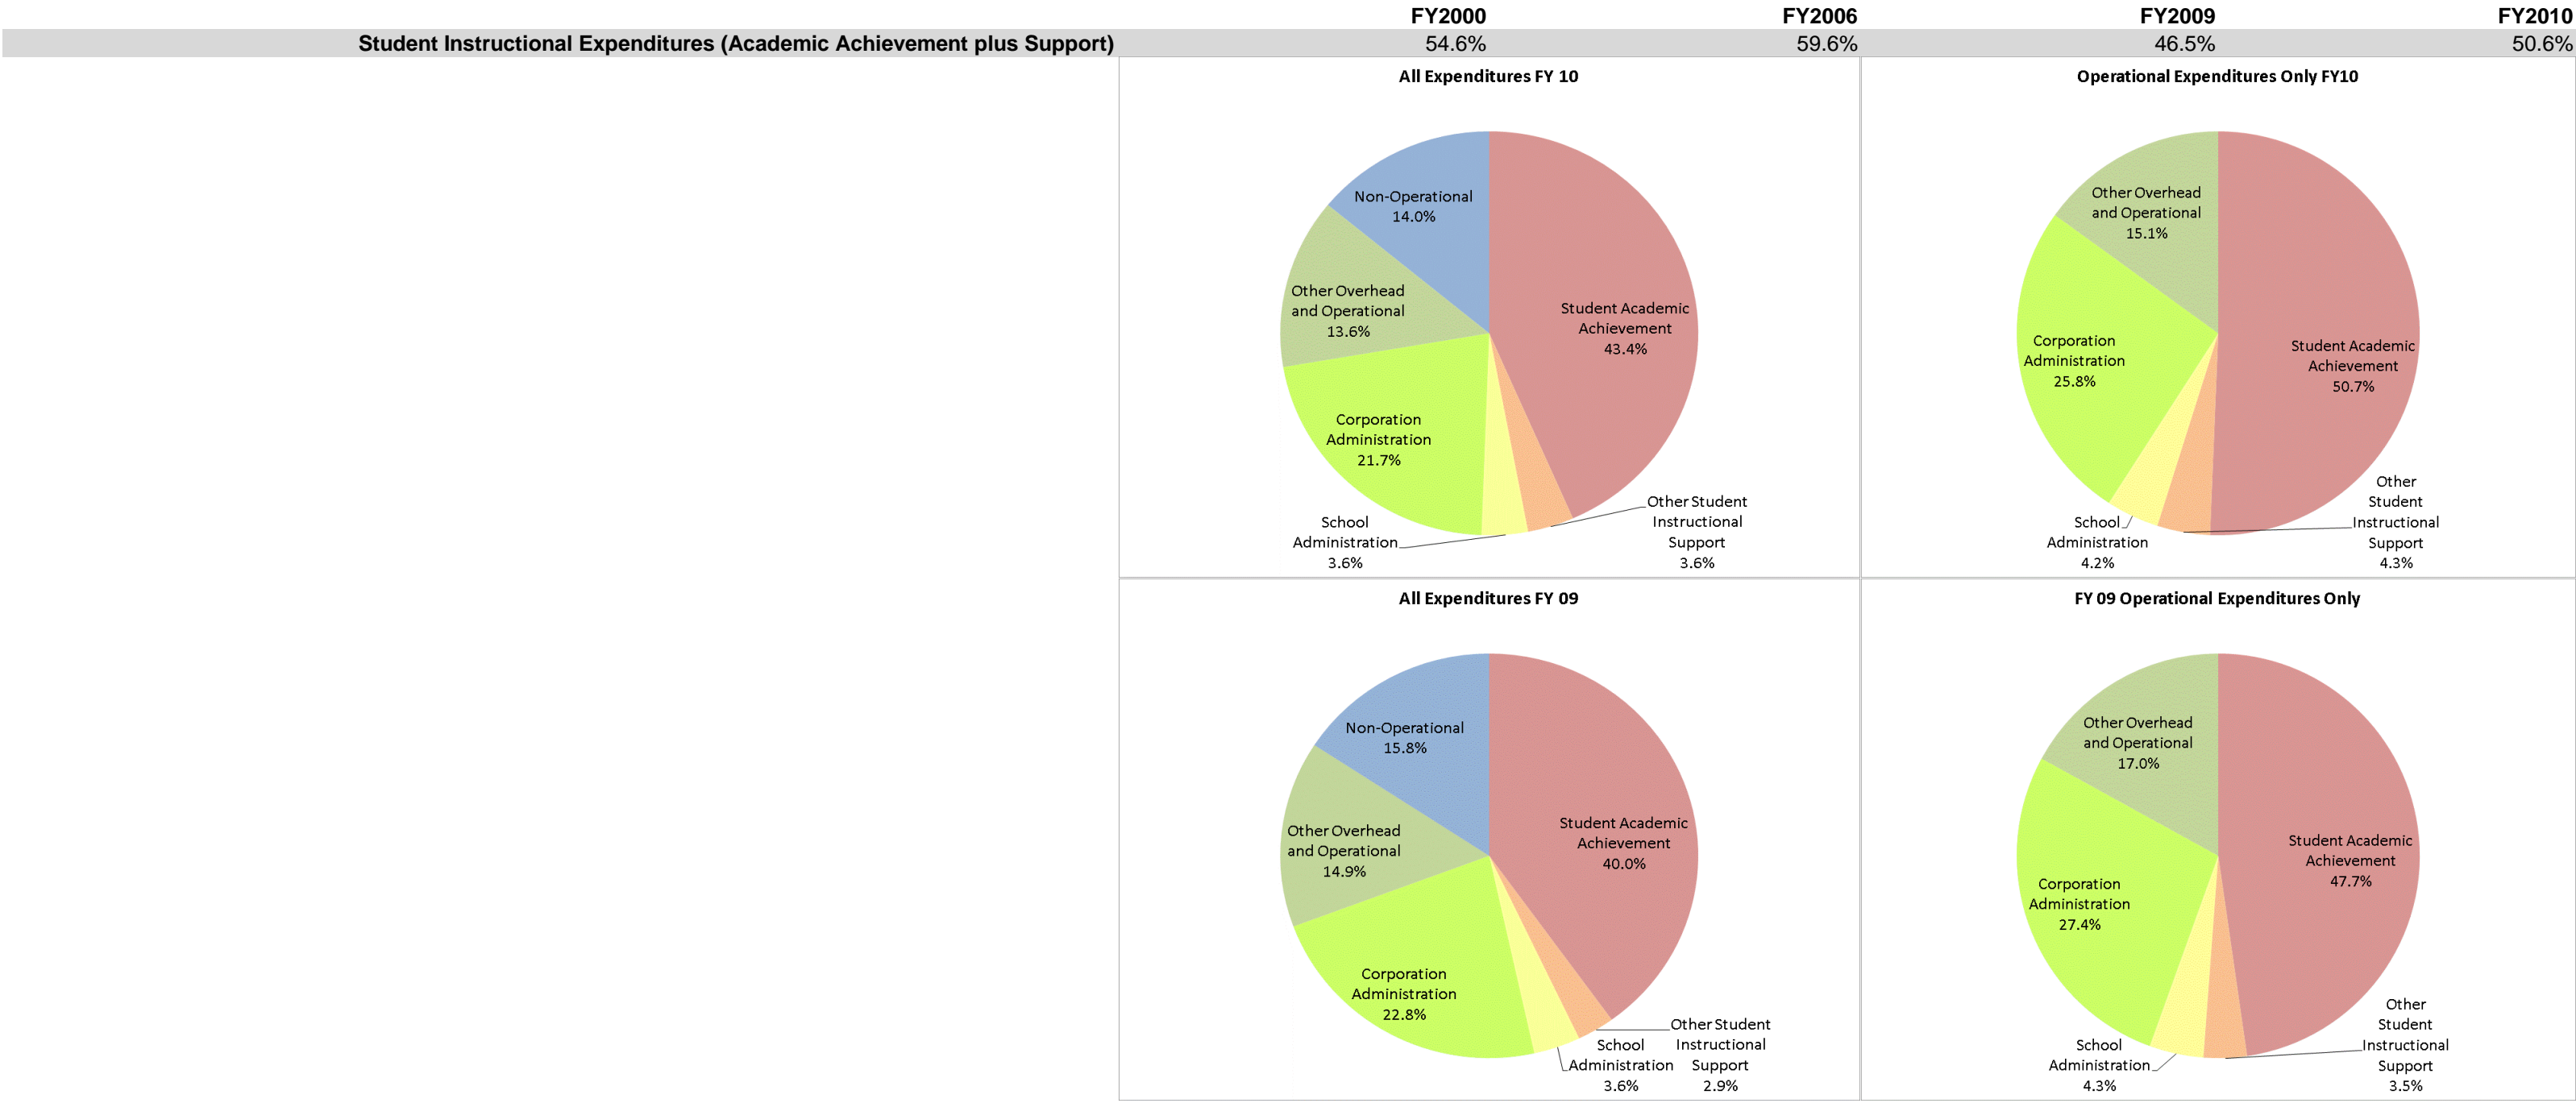 FY2000 FY2006 FY2009 FY2010
Student Instructional Expenditures (Academic Achievement plus Support) 54.6% 59.6% 46.5% 50.6%
All Expenditures FY 10
Non-Operational
14.0%
Other Overhead
and Operational
13.6%
Student Academic
Achievement
43.4%
Corporation
Administration
21.7%
School
Administration
3.6%
Other Student
Instructional
Support
3.6%
Operational Expenditures Only FY10
Other Overhead
and Operational
15.1%
Corporation
Administration
25.8%
Student Academic
Achievement
50.7%
School
Administration
4.2%
Other
Student
Instructional
Support
4.3%
All Expenditures FY 09
Non-Operational
15.8%
Other Overhead
and Operational
14.9%
Student Academic
Achievement
40.0%
Corporation
Administration
22.8%
School
Administration
3.6%
Other Student
Instructional
Support
2.9%
FY 09 Operational Expenditures Only
Other Overhead
and Operational
17.0%
Corporation
Administration
27.4%
Student Academic
Achievement
47.7%
School
Administration
4.3%
Other
Student
Instructional
Support
3.5%